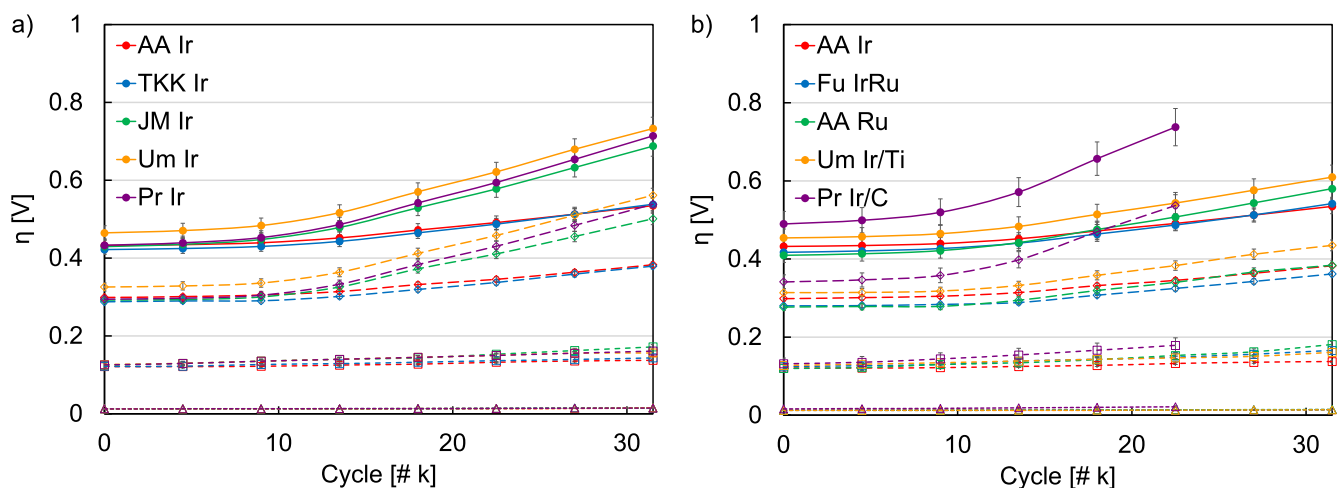 a)
η [V]
1
0.8
0.6
0.4
0.2
0
AA Ir
TKK Ir
JM Ir
Um Ir
Pr Ir
0 10 20 30
Cycle [# k]
b)
η [V]
1
0.8
0.6
0.4
0.2
0
AA Ir
Fu IrRu
AA Ru
Um Ir/Ti
Pr Ir/C
0 10 20 30
Cycle [# k]